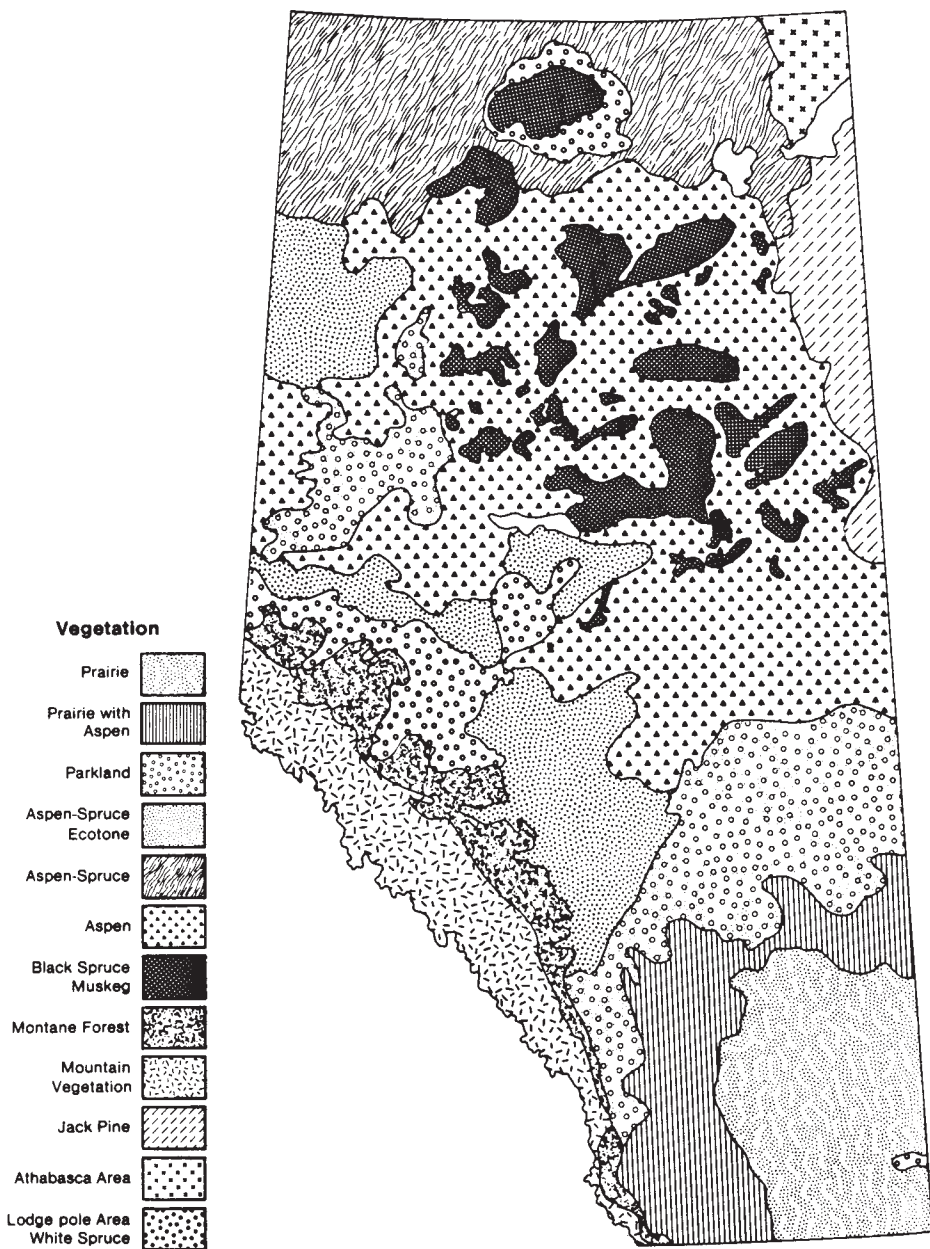 Vegetation
Prairie
Prairie with
Aspen
Parkland
Aspen-Spruce
Ecotone
Aspen-Spruce
Aspen
Black Spruce
Muskeg
Montane Forest
Mountain
Vegetation
Jack Pine
Athabasca Area
Lodge pole Area
White Spruce